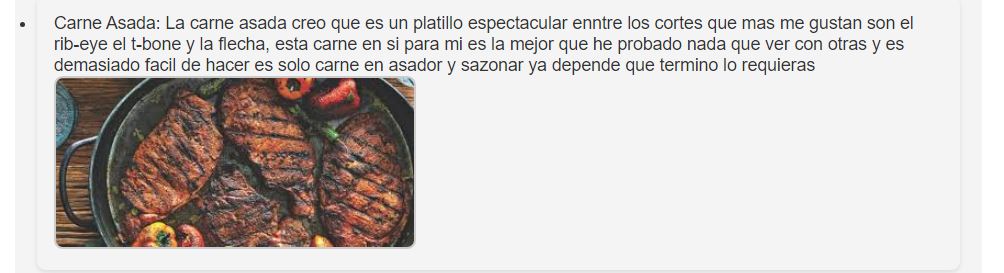 Carne Asada: La carne asada creo que es un platillo espectacular enntre los cortes que mas me gustan son el
rib-eye el t-bone y la flecha, esta carne en si para mi es la mejor que he probado nada que ver con otras y es
demasiado facil de hacer es solo carne en asador y sazonar ya depende que termino lo requieras